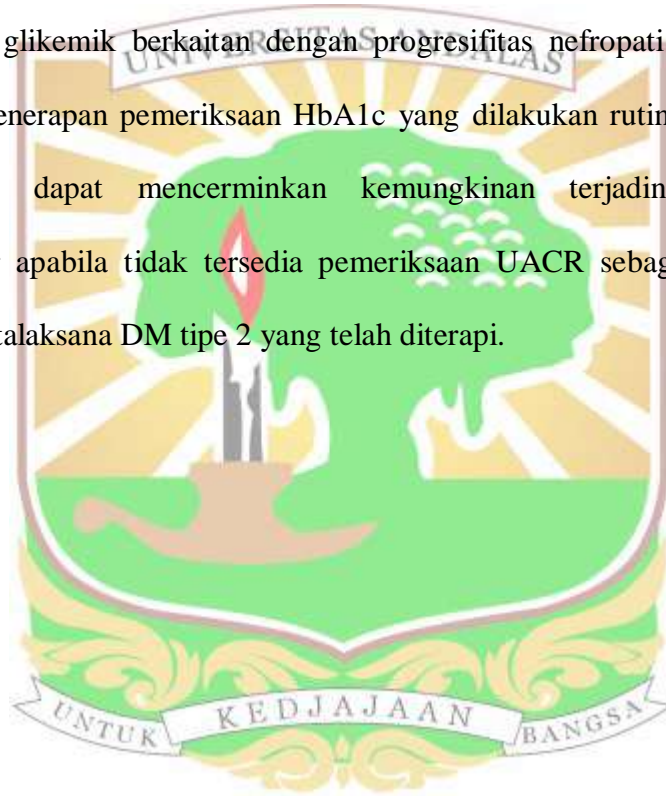 glikemik berkaitan dengan progresifitas nefropati
UNIVERSITAS ANDALAS
enerapan pemeriksaan HbA1c yang dilakukan rutin
dapat mencerminkan kemungkinan terjadin
apabila tidak tersedia pemeriksaan UACR sebag
talaksana DM tipe 2 yang telah diterapi.
UNTUK KEDJAJAAN BANGSA